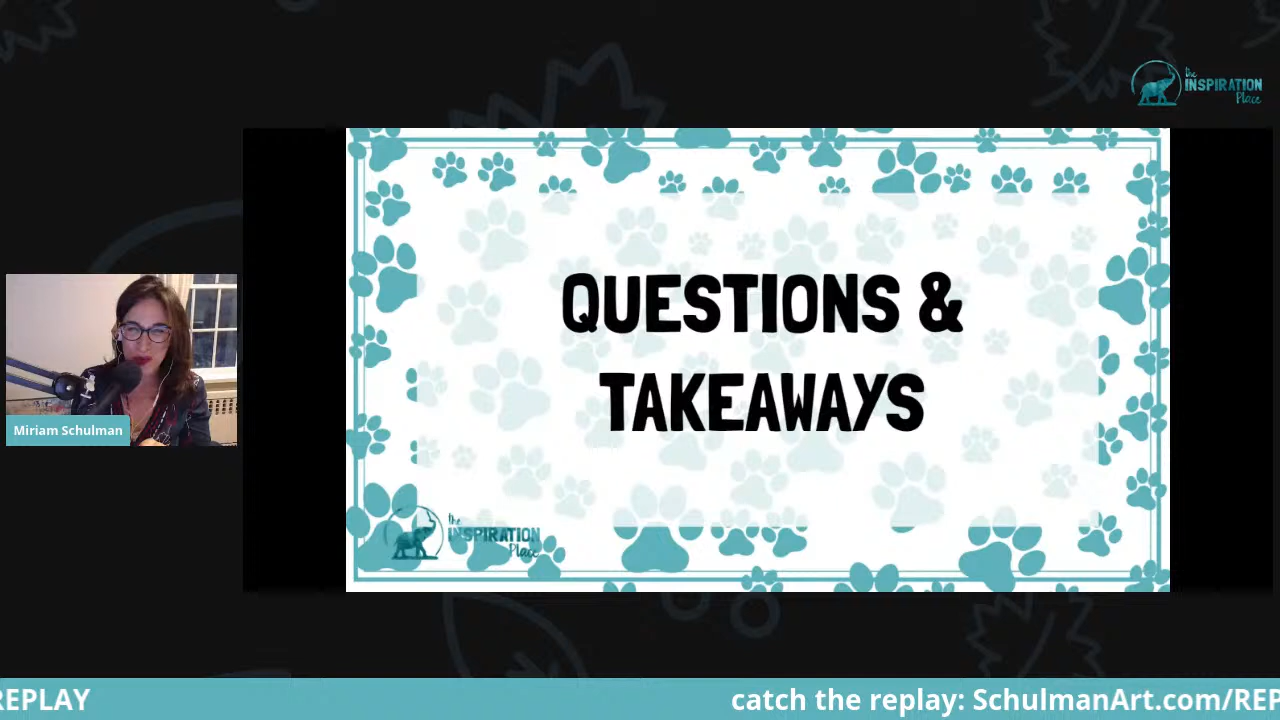 the
INSPIRATION
Place
QUESTIONS &
TAKEAWAYS
Miriam Schulman
the
INSPIRATION
Place
REPLAY
catch the replay: SchulmanArt.com/REP